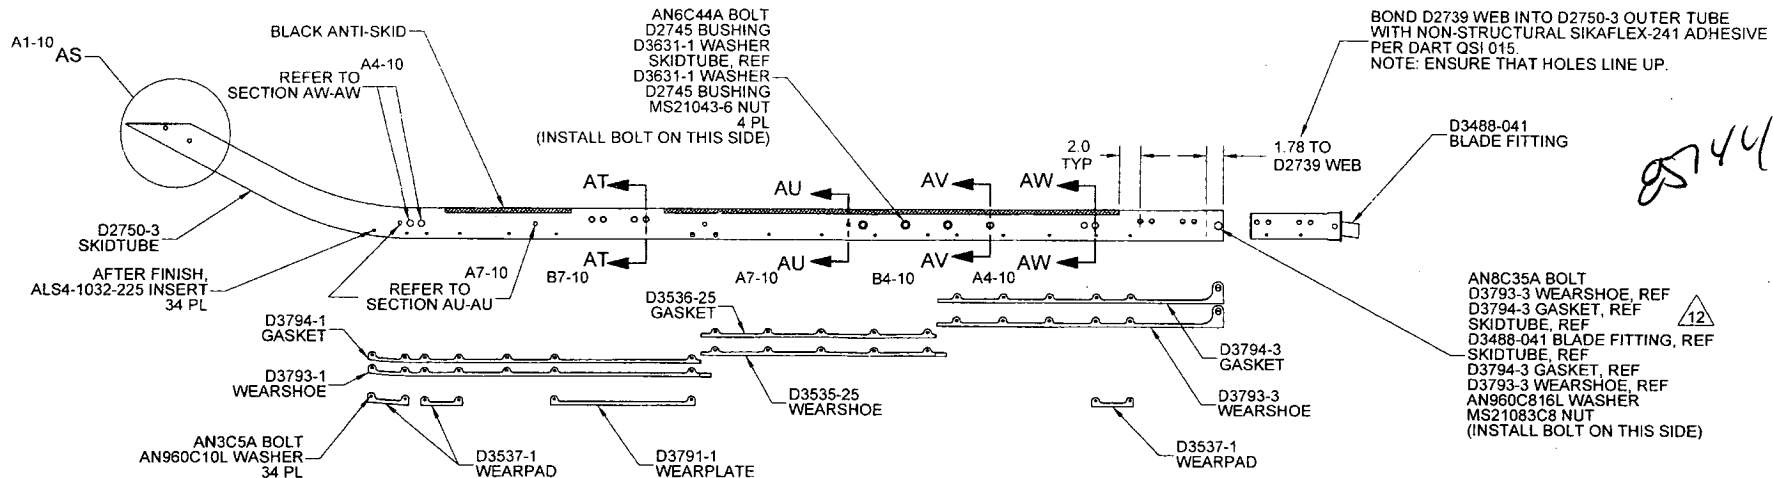 A1-10
AS
BLACK ANTI-SKID
A4-10
REFER TO
SECTION AW-AW
AN6C44A BOLT
D2745 BUSHING
D3631-1 WASHER
SKIDTUBE, REF
D3631-1 WASHER
D2745 BUSHING
MS21043-6 NUT
4 PL
(INSTALL BOLT ON THIS SIDE)
BOND D2739 WEB INTO D2750-3 OUTER TUBE
WITH NON-STRUCTURAL SIKAFLEX-241 ADHESIVE
PER DART QSI 015.
NOTE: ENSURE THAT HOLES LINE UP.
2.0
TYP
1.78 TO
D2739 WEB
D3488-041
BLADE FITTING
85744
AT
AU
AV
AW
D2750-3
SKIDTUBE
AFTER FINISH,
ALS4-1032-225 INSERT
34 PL
A7-10
REFER TO
SECTION AU-AU
B7-10
AT
A7-10
AU
B4-10
AV
A4-10
AW
D3794-1
GASKET
D3793-1
WEARSHOE
AN3C5A BOLT
AN960C10L WASHER
34 PL
D3537-1
WEARPAD
D3791-1
WEARPLATE
D3536-25
GASKET
D3535-25
WEARSHOE
D3794-3
GASKET
D3793-3
WEARSHOE
D3537-1
WEARPAD
AN8C35A BOLT
D3793-3 WEARSHOE, REF
D3794-3 GASKET, REF
SKIDTUBE, REF
D3488-041 BLADE FITTING, REF
SKIDTUBE, REF
D3794-3 GASKET, REF
D3793-3 WEARSHOE, REF
AN960C816L WASHER
MS21083C8 NUT
(INSTALL BOLT ON THIS SIDE)
12